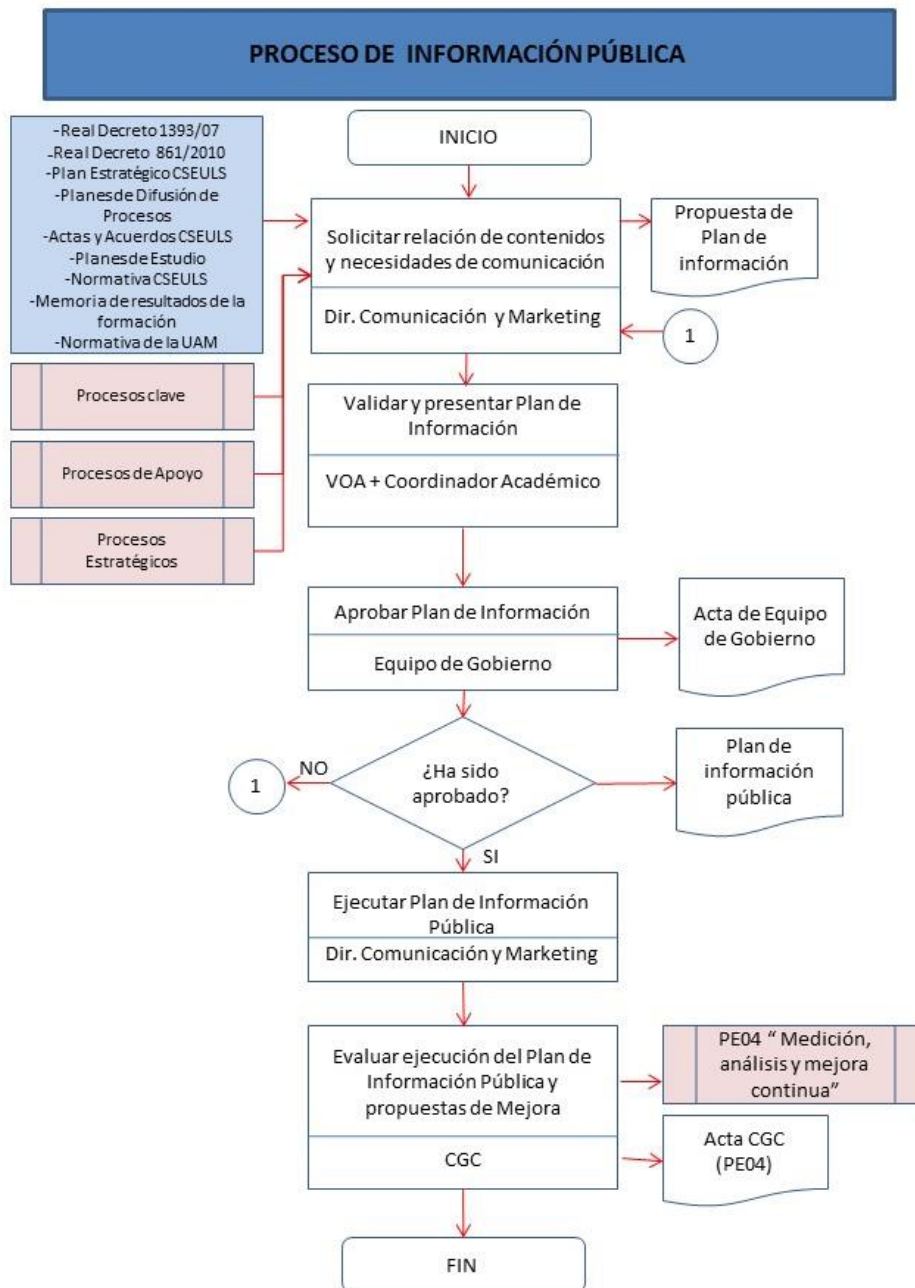 PROCESO DE INFORMACIÓN PÚBLICA
-Real Decreto 1393/07
-Real Decreto 861/2010
-Plan Estratégico CSEULS
-Planes de Difusión de
Procesos
-Actas y Acuerdos CSEULS
-Planes de Estudio
-Normativa CSEULS
-Memoria de resultados de la
formación
-Normativa de la UAM
INICIO
Solicitar relación de contenidos
y necesidades de comunicación
Dir. Comunicación y Marketing
Propuesta de
Plan de
información
1
Procesos clave
Procesos de Apoyo
Procesos
Estratégicos
Validar y presentar Plan de
Información
VOA + Coordinador Académico
Aprobar Plan de Información
Equipo de Gobierno
Acta de Equipo
de Gobierno
¿Ha sido
aprobado?
NO
1
SI
Plan de
información
pública
Ejecutar Plan de Información
Pública
Dir. Comunicación y Marketing
Evaluar ejecución del Plan de
Información Pública y
propuestas de Mejora
CGC
PE04 “ Medición,
análisis y mejora
continua”
Acta CGC
(PE04)
FIN